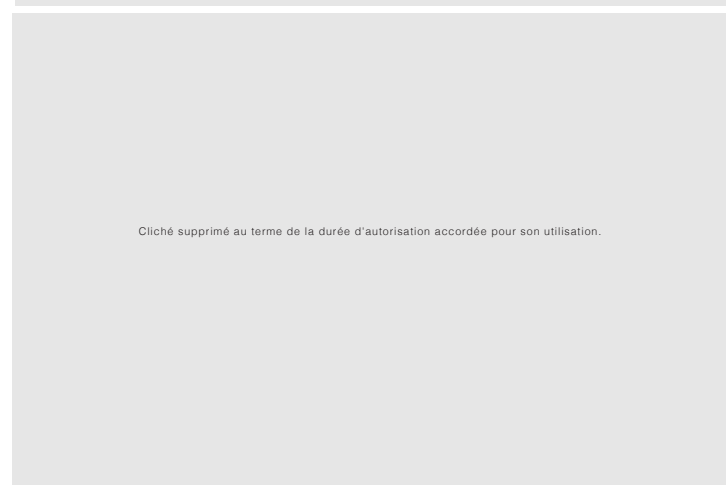 Cliché supprimé au terme de la durée d'autorisation accordée pour son utilisation.